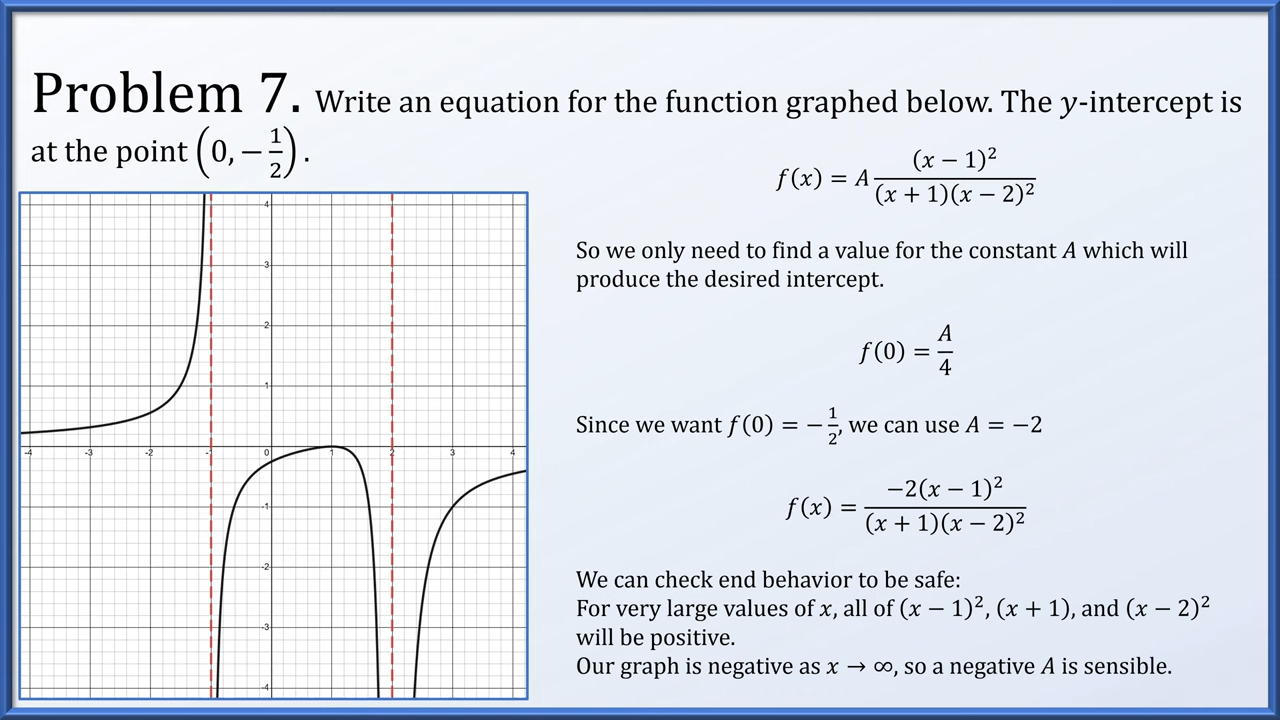 Problem 7. Write an equation for the function graphed below. The y-intercept is
at the point (0, −1/2).
f(x) = A (x − 1)² / (x + 1)(x − 2)²
So we only need to find a value for the constant A which will
produce the desired intercept.
f(0) = A/4
Since we want f(0) = −1/2, we can use A = −2
f(x) = −2(x − 1)² / (x + 1)(x − 2)²
We can check end behavior to be safe:
For very large values of x, all of (x − 1)², (x + 1), and (x − 2)²
will be positive.
Our graph is negative as x → ∞, so a negative A is sensible.
4
3
2
1
-4 -3 -2 -1 0 1 2 3 4
-1
-2
-3
-4